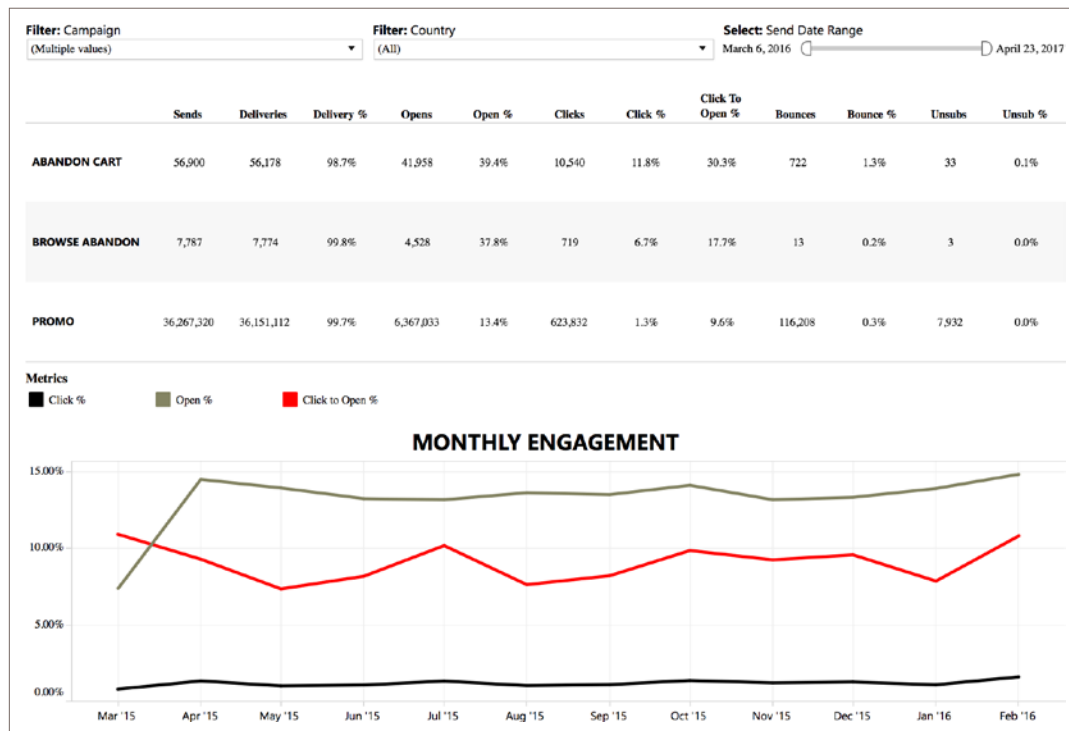 Filter: Campaign Filter: Country Select: Send Date Range
(Multiple values) (All) March 6, 2016 April 23, 2017
Sends Deliveries Delivery % Opens Open % Clicks Click % Click To Open % Bounces Bounce % Unsubs Unsub %
ABANDON CART 56,900 56,178 98.7% 41,958 39.4% 10,540 11.8% 30.3% 722 1.3% 33 0.1%
BROWSE ABANDON 7,787 7,774 99.8% 4,528 37.8% 719 6.7% 17.7% 13 0.2% 3 0.0%
PROMO 36,267,320 36,151,112 99.7% 6,367,033 13.4% 623,832 1.3% 9.6% 116,208 0.3% 7,932 0.0%
Metrics
Click % Open % Click to Open %
MONTHLY ENGAGEMENT
15.00%
10.00%
5.00%
0.00%
Mar '15 Apr '15 May '15 Jun '15 Jul '15 Aug '15 Sep '15 Oct '15 Nov '15 Dec '15 Jan '16 Feb '16